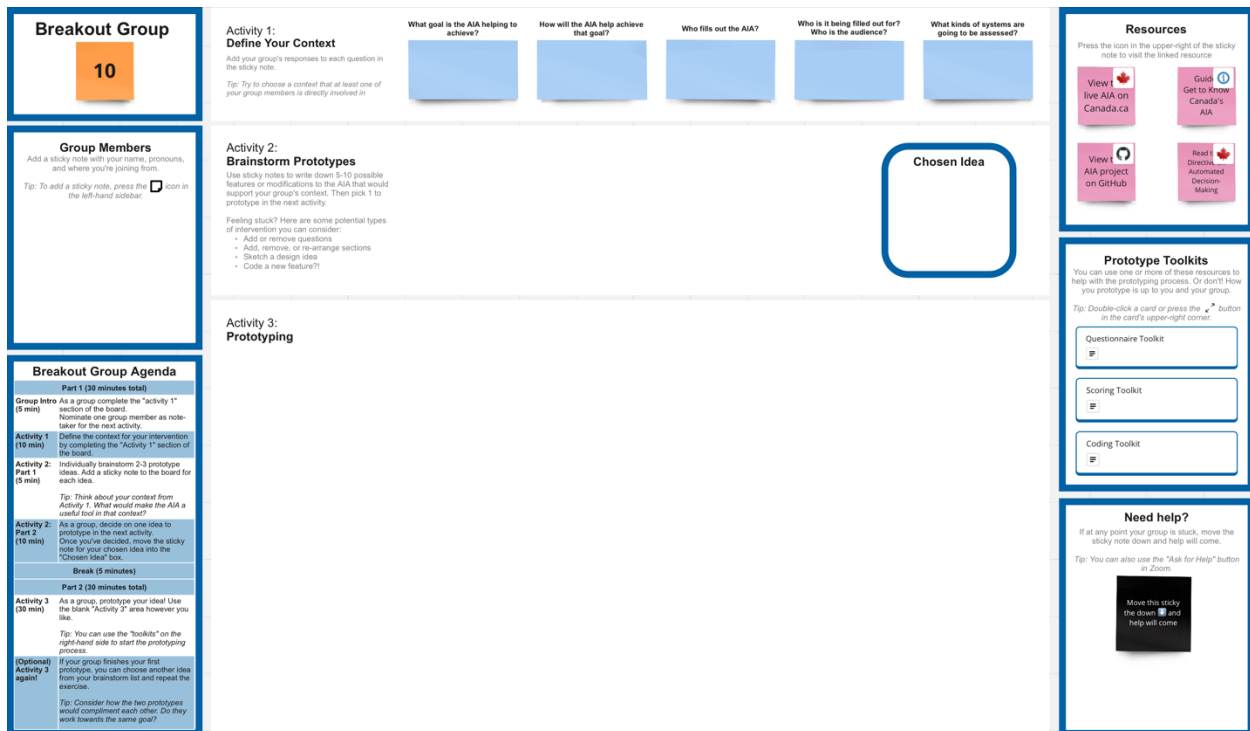 Breakout Group
10
Group Members
Add a sticky note with your name, pronouns,
and where you're joining from.
Tip: To add a sticky note, press the icon in
the left-hand sidebar.
Breakout Group Agenda
Part 1 (30 minutes total)
Group Intro
(5 min)
As a group complete the "activity 1"
section of the board.
Nominate one group member as note-
taker for the next activity.
Activity 1
(10 min)
Define the context for your intervention
by completing the "Activity 1" section of
the board.
Activity 2:
Part 1
(5 min)
Individually brainstorm 2-3 prototype
ideas. Add a sticky note to the board for
each idea.
Tip: Think about your context from
Activity 1. What would make the AIA a
useful tool in that context?
Activity 2:
Part 2
(10 min)
As a group, decide on one idea to
prototype in the next activity.
Once you've decided, move the sticky
note for your chosen idea into the
"Chosen Idea" box.
Break (5 minutes)
Part 2 (30 minutes total)
Activity 3
(30 min)
As a group, prototype your idea! Use
the blank "Activity 3" area however you
like.
Tip: You can use the "toolkits" on the
right-hand side to start the prototyping
process.
(Optional)
Activity 3
again!
If your group finishes your first
prototype, you can choose another idea
from your brainstorm list and repeat the
exercise.
Tip: Consider how the two prototypes
would compliment each other. Do they
work towards the same goal?
Activity 1:
Define Your Context
Add your group's responses to each question in
the sticky note.
Tip: Try to choose a context that at least one of
your group members is directly involved in
What goal is the AIA helping to
achieve?
How will the AIA help achieve
that goal?
Who fills out the AIA?
Who is it being filled out for?
Who is the audience?
What kinds of systems are
going to be assessed?
Activity 2:
Brainstorm Prototypes
Use sticky notes to write down 5-10 possible
features or modifications to the AIA that would
support your group's context. Then pick 1 to
prototype in the next activity.
Feeling stuck? Here are some potential types
of intervention you can consider:
• Add or remove questions
• Add, remove, or re-arrange sections
• Sketch a design idea
• Code a new feature?!
Chosen Idea
Activity 3:
Prototyping
Resources
Press the icon in the upper-right of the sticky
note to visit the linked resource
View t
live AIA on
Canada.ca
Guid
Get to Know
Canada's
AIA
View t
AIA project
on GitHub
Read t
Directive
Automated
Decision-
Making
Prototype Toolkits
You can use one or more of these resources to
help with the prototyping process. Or don't! How
you prototype is up to you and your group.
Tip: Double-click a card or press the button
in the card's upper-right corner.
Questionnaire Toolkit
Scoring Toolkit
Coding Toolkit
Need help?
If at any point your group is stuck, move the
sticky note down and help will come.
Tip: You can also use the "Ask for Help" button
in Zoom.
Move this sticky
the down ⬇ and
help will come